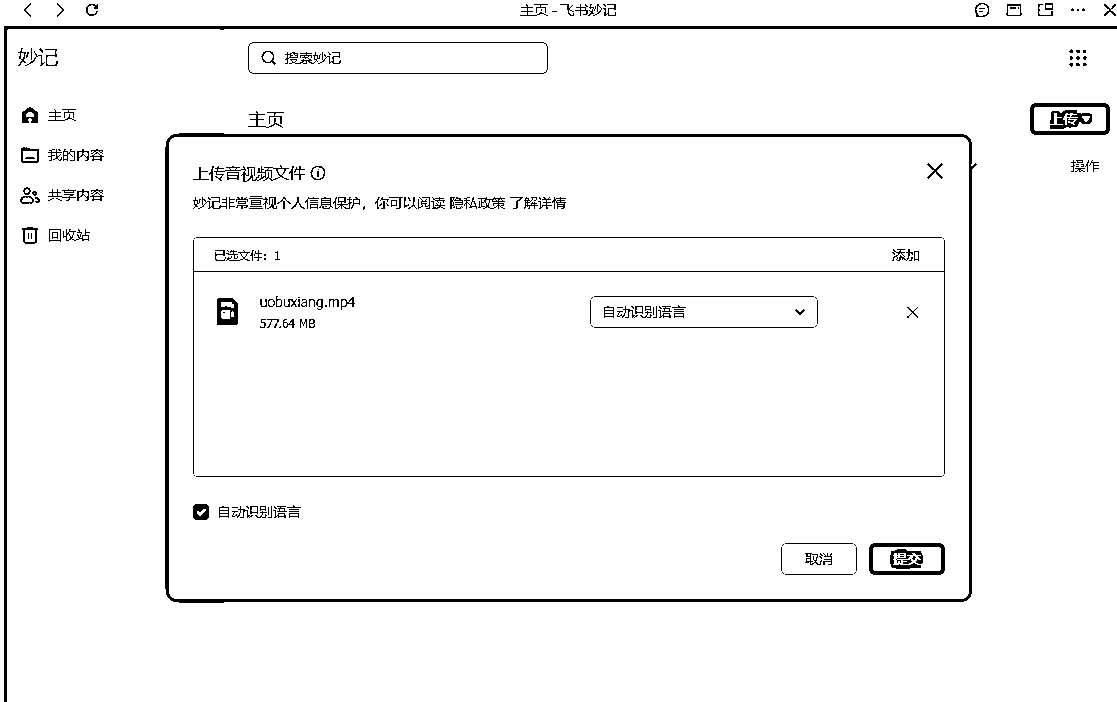 主页 - 飞书妙记
妙记
搜索妙记
主页
我的内容
共享内容
回收站
主页
上传
操作
上传音视频文件
妙记非常重视个人信息保护，你可以阅读 隐私政策 了解详情
已选文件：1
添加
uobuxiang.mp4
577.64 MB
自动识别语言
自动识别语言
取消
提交